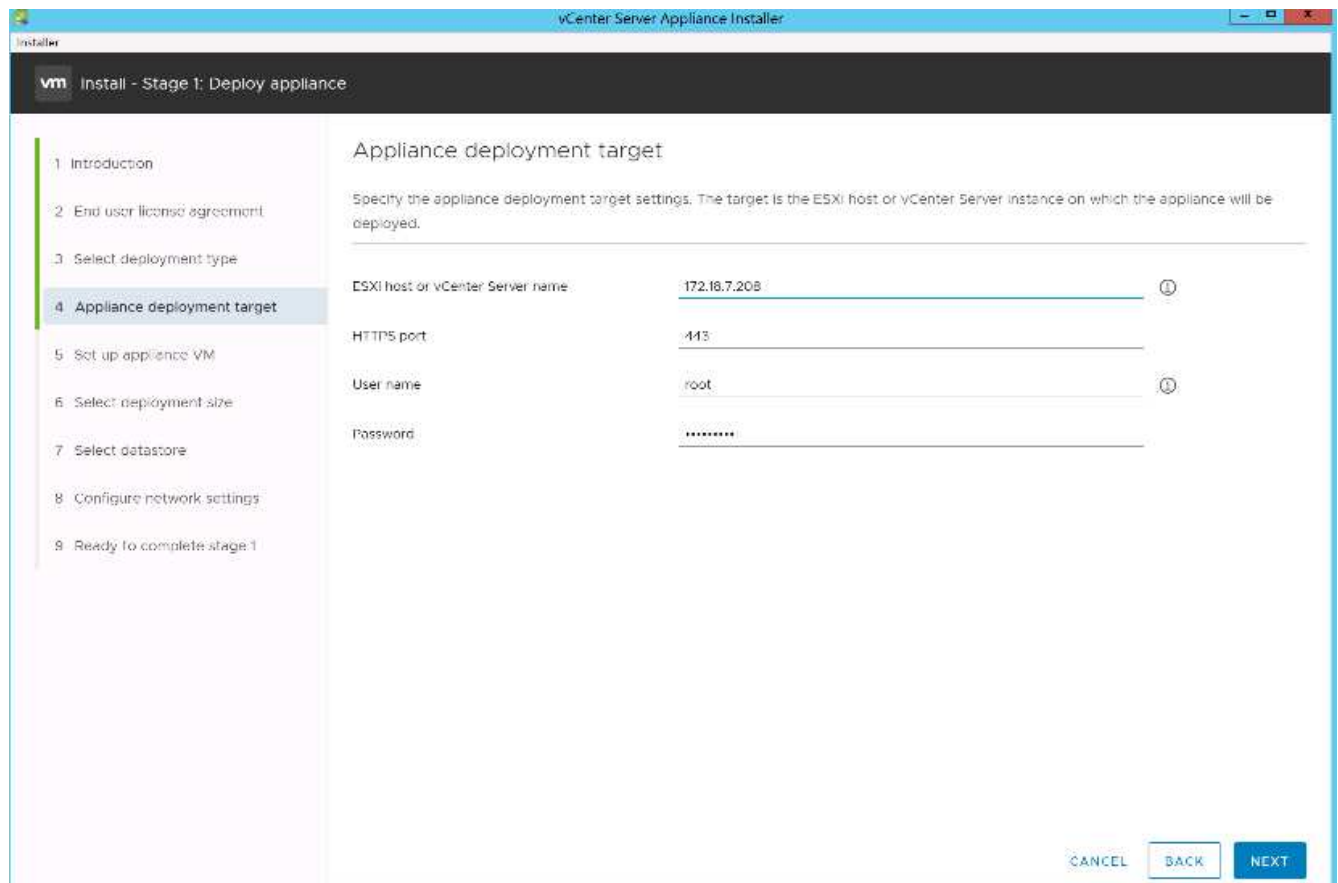 vCenter Server Appliance Installer
Installer
vm Install - Stage 1: Deploy appliance
1 Introduction
2 End user license agreement
3 Select deployment type
4 Appliance deployment target
5 Set up appliance VM
6 Select deployment size
7 Select datastore
8 Configure network settings
9 Ready to complete stage 1
Appliance deployment target
Specify the appliance deployment target settings. The target is the ESXi host or vCenter Server instance on which the appliance will be
deployed.
ESXi host or vCenter Server name 172.18.7.208
HTTPS port 443
User name root
Password •••••••••
CANCEL BACK NEXT